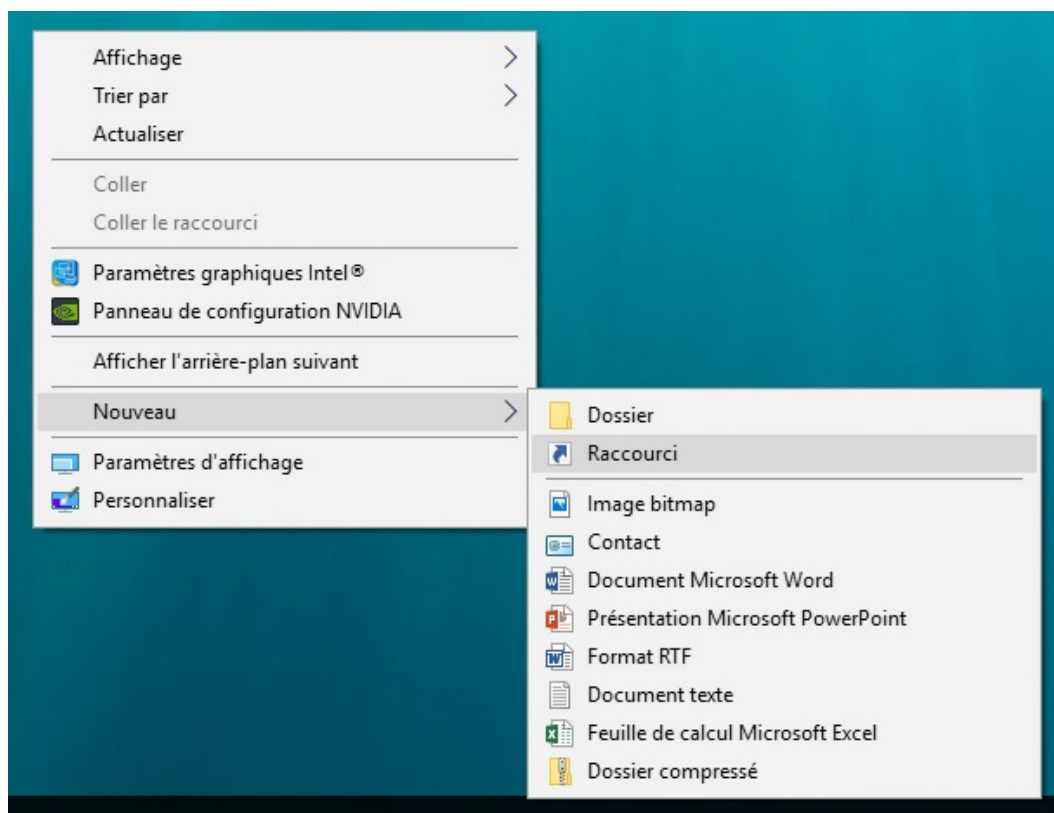 Affichage
Trier par
Actualiser
Coller
Coller le raccourci
Paramètres graphiques Intel®
Panneau de configuration NVIDIA
Afficher l'arrière-plan suivant
Nouveau
Paramètres d'affichage
Personnaliser
Dossier
Raccourci
Image bitmap
Contact
Document Microsoft Word
Présentation Microsoft PowerPoint
Format RTF
Document texte
Feuille de calcul Microsoft Excel
Dossier compressé